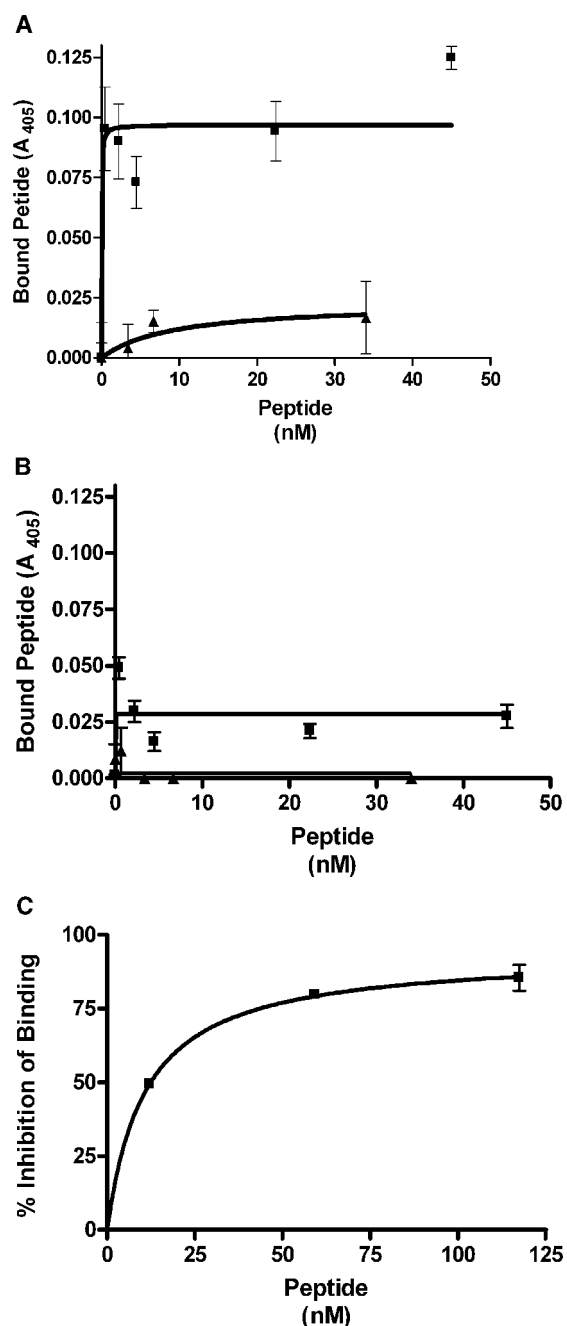 A
Bound Petide (A 405)
0.125
0.100
0.075
0.050
0.025
0.000
0 10 20 30 40 50
Peptide
(nM)
B
Bound Peptide (A 405)
0.125
0.100
0.075
0.050
0.025
0.000
0 10 20 30 40 50
Peptide
(nM)
C
% Inhibition of Binding
100
75
50
25
0
0 25 50 75 100 125
Peptide
(nM)